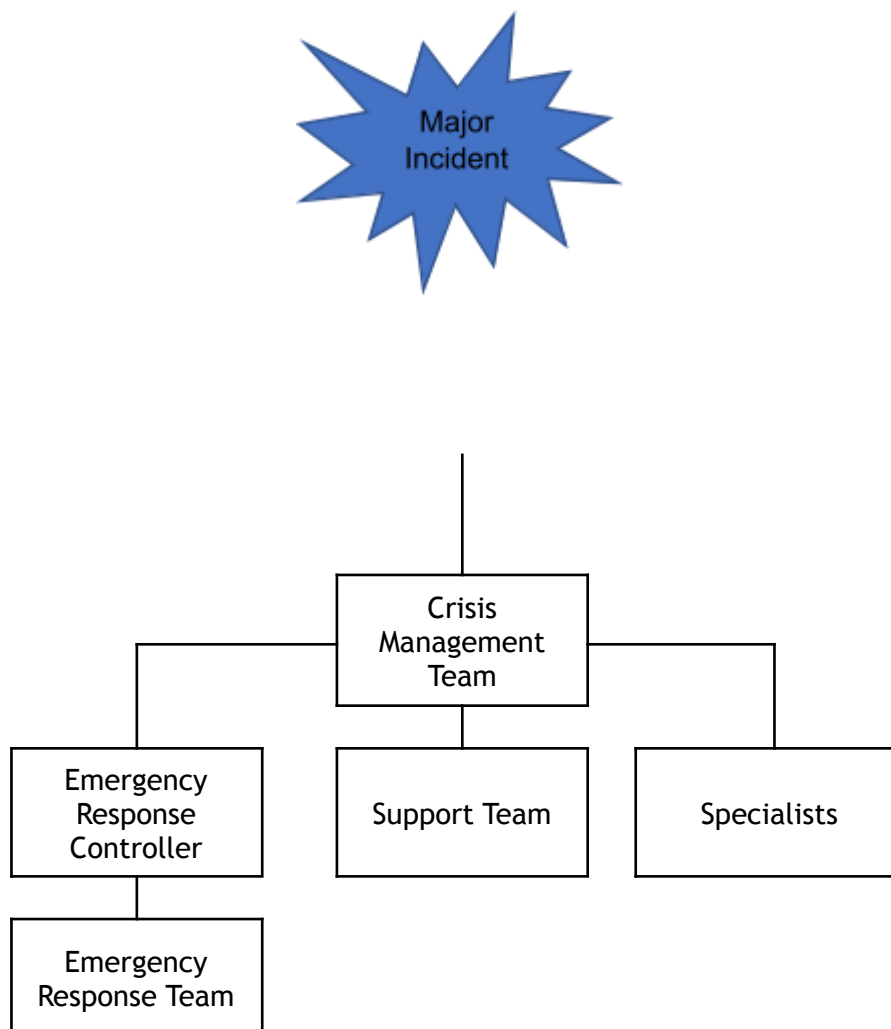 Major
Incident
Crisis
Management
Team
Emergency
Response
Controller
Support Team
Specialists
Emergency
Response Team